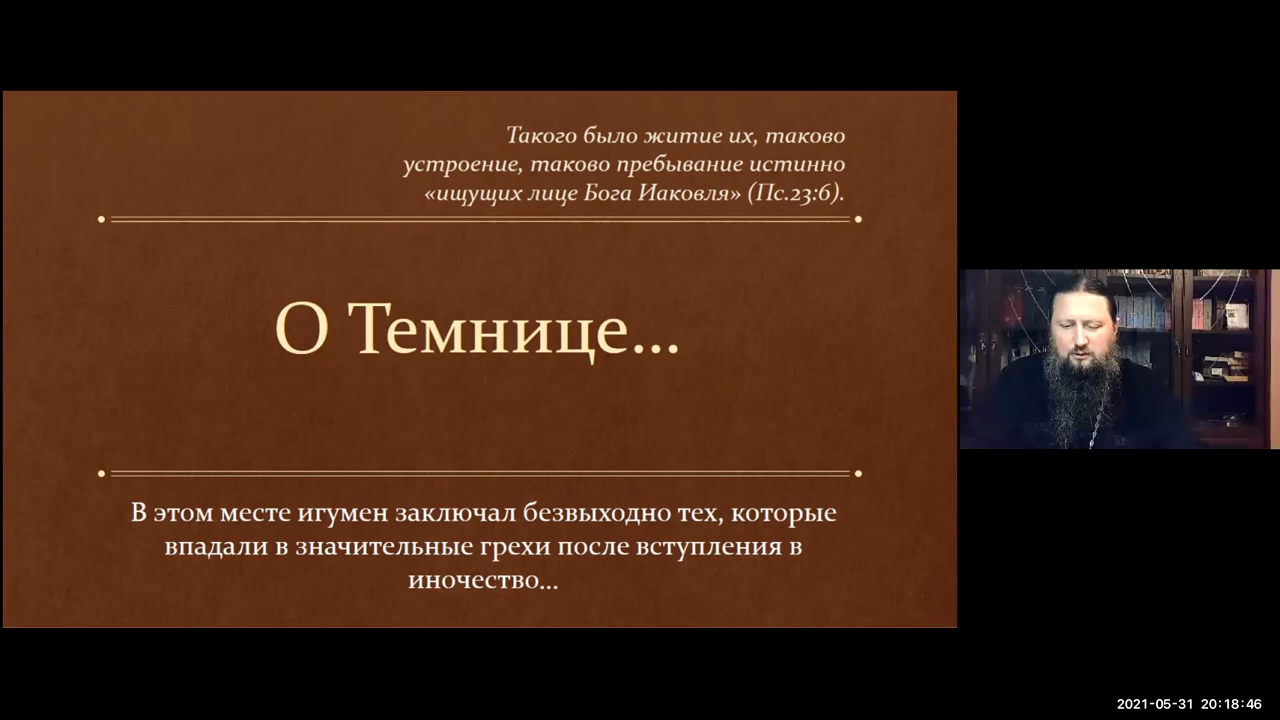 Такого было житие их, таково
устроение, таково пребывание истинно
«ищущих лице Бога Иаковля» (Пс.23:6).
О Темнице...
В этом месте игумен заключал безвыходно тех, которые
впадали в значительные грехи после вступления в
иночество...
2021-05-31 20:18:46